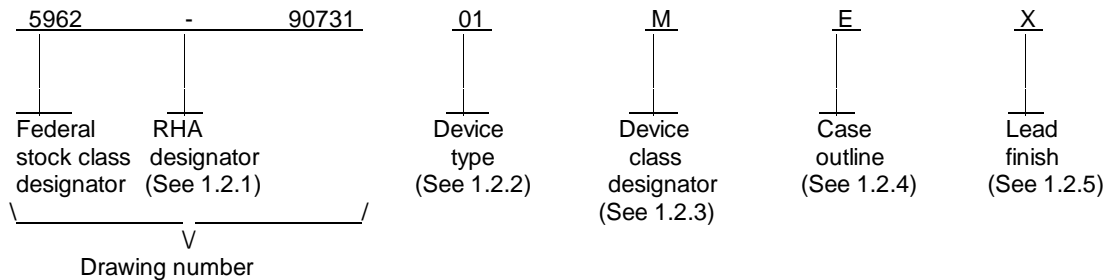 5962 - 90731 01 M E X
Federal RHA Device Device Case Lead
stock class designator type class outline finish
designator (See 1.2.1) (See 1.2.2) designator (See 1.2.4) (See 1.2.5)
(See 1.2.3)
Drawing number